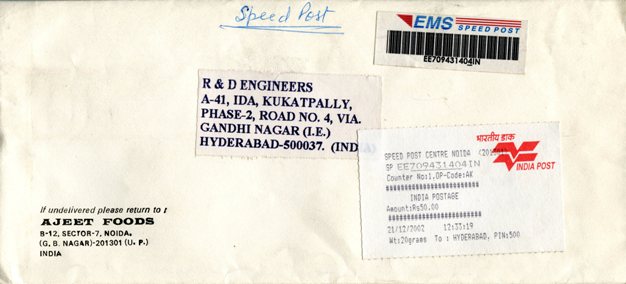 Speed Post
EMS SPEED POST
EE709431404IN
R & D ENGINEERS
A-41, IDA, KUKATPALLY,
PHASE-2, ROAD NO. 4, VIA.
GANDHI NAGAR (I.E.)
HYDERABAD-500037. (IND
भारतीय डाक
INDIA POST
SPEED POST CENTRE NOIDA
SP EE709431404IN
Counter No:1,OP-Code:AK
INDIA POSTAGE
Amount:Rs50.00
21/12/2002 12:33:19
Wt:20grams To : HYDERABAD, PIN:500
If undelivered please return to :
AJEET FOODS
B-12, SECTOR-7, NOIDA,
(G. B. NAGAR)-201301 (U. P.)
INDIA